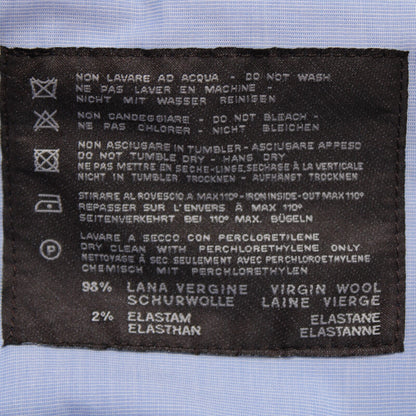 NON LAVARE AD ACQUA - DO NOT WASH
NE PAS LAVER EN MACHINE -
NICHT MIT WASSER REINIGEN
NON CANDEGGIARE - DO NOT BLEACH -
NE PAS CHLORER - NICHT BLEICHEN
NON ASCIUGARE IN TUMBLER - ASCIUGARE APPESO
DO NOT TUMBLE DRY - HANG DRY
NE PAS METTRE EN SÈCHE-LINGE, SECHAGE À LA VERTICALE
NICHT IN TUMBLER TROCKNEN - AUFHÄNGEN TROCKNEN
STIRARE AL ROVESCIO A MAX 110° - IRON INSIDE-OUT MAX 110°
REPASSER SUR L'ENVERS À MAX 110°
SEITENVERKEHRT BEI 110° MAX. BÜGELN
P LAVARE A SECCO CON PERCLORETILENE
DRY CLEAN WITH PERCHLORETHYLENE ONLY
NETTOYAGE À SEC SEULEMENT AVEC PERCHLOROETHYLENE
CHEMISCH MIT PERCHLORETHYLEN
98% LANA VERGINE VIRGIN WOOL
SCHURWOLLE LAINE VIERGE
2% ELASTAM ELASTANE
ELASTHAN ELASTANNE